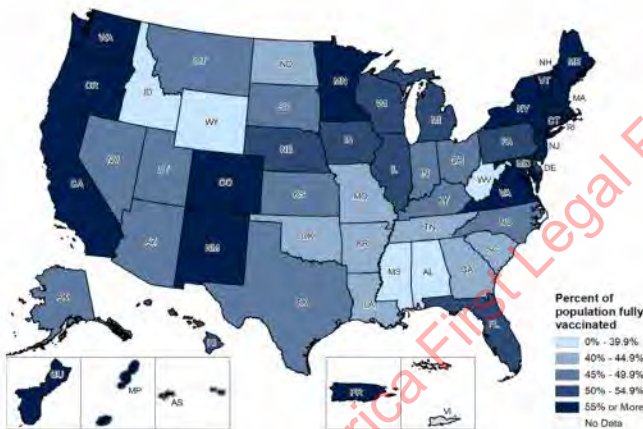 WA
OR
CA
ID
NV
AZ
MT
WY
UT
CO
NM
ND
SD
NE
KS
OK
TX
MN
IA
MO
AR
LA
WI
IL
MS
MI
IN
KY
TN
AL
OH
WV
GA
FL
PA
VA
NC
SC
NY
VT
NH
ME
MA
CT
RI
NJ
DE
MD
AK
HI
GU
MP
AS
PR
VI
Percent of
population fully
vaccinated
0% - 39.9%
40% - 44.9%
45% - 49.9%
50% - 54.9%
55% or More
No Data
America First Legal F